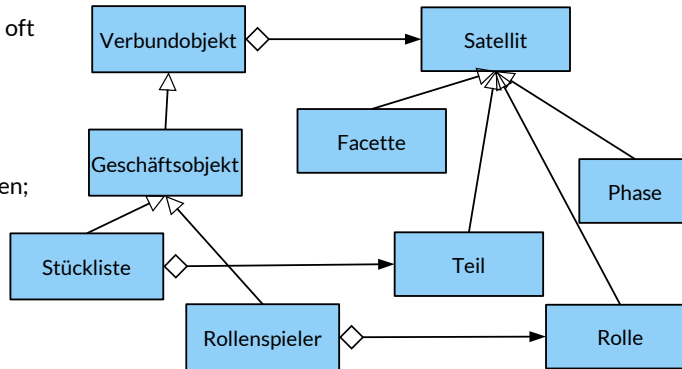 oft
Verbundobjekt
Satellit
Facette
Geschäftsobjekt
en;
Phase
Stückliste
Teil
Rollenspieler
Rolle